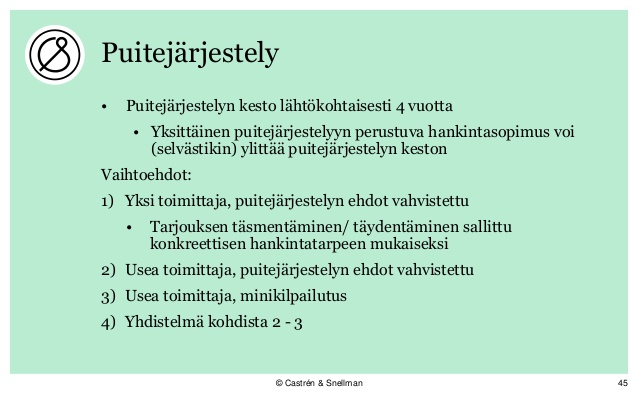 Puitejärjestely
• Puitejärjestelyn kesto lähtökohtaisesti 4 vuotta
• Yksittäinen puitejärjestelyyn perustuva hankintasopimus voi
(selvästikin) ylittää puitejärjestelyn keston
Vaihtoehdot:
1) Yksi toimittaja, puitejärjestelyn ehdot vahvistettu
• Tarjouksen täsmentäminen/ täydentäminen sallittu
konkreettisen hankintatarpeen mukaiseksi
2) Usea toimittaja, puitejärjestelyn ehdot vahvistettu
3) Usea toimittaja, minikilpailutus
4) Yhdistelmä kohdista 2 - 3
© Castrén & Snellman
45